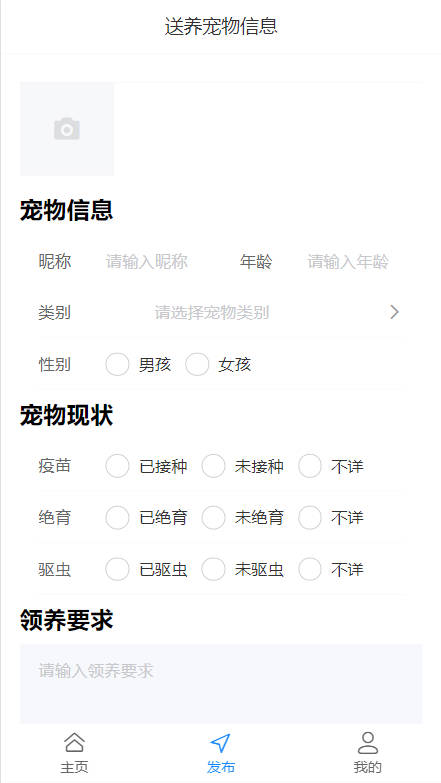 送养宠物信息
宠物信息
昵称 请输入昵称 年龄 请输入年龄
类别 请选择宠物类别
性别 男孩 女孩
宠物现状
疫苗 已接种 未接种 不详
绝育 已绝育 未绝育 不详
驱虫 已驱虫 未驱虫 不详
领养要求
请输入领养要求
主页 发布 我的